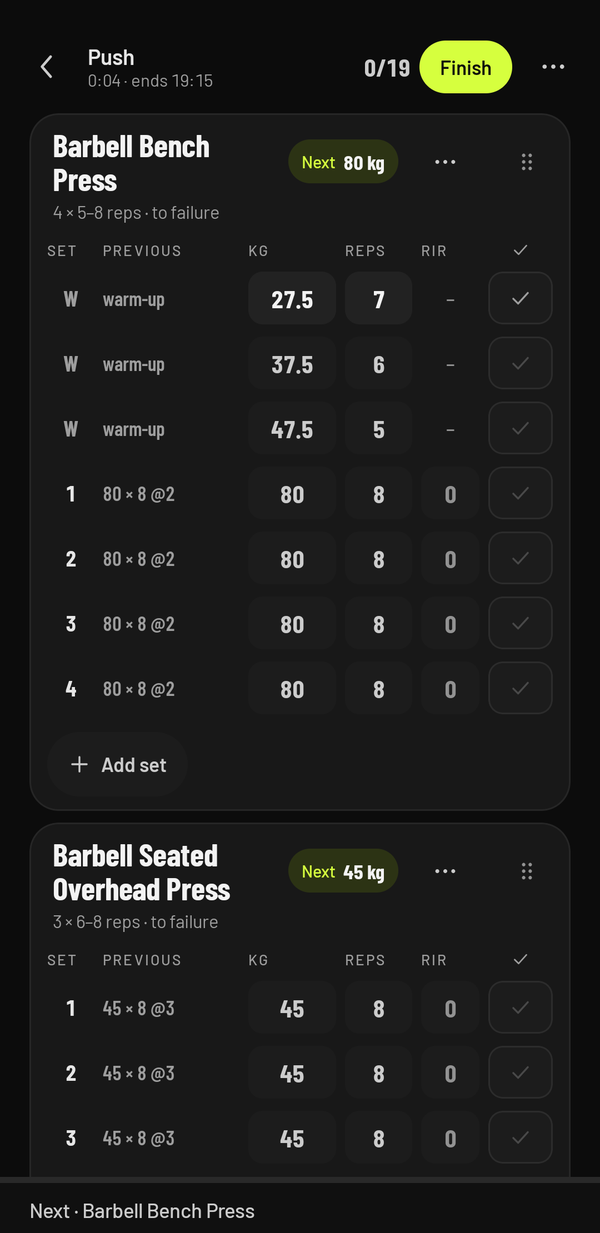 Push
0:04 · ends 19:15
0/19 Finish
Barbell Bench
Press
Next 80 kg
4 × 5–8 reps · to failure
SET PREVIOUS KG REPS RIR ✓
W warm-up 27.5 7 –
W warm-up 37.5 6 –
W warm-up 47.5 5 –
1 80 × 8 @2 80 8 0
2 80 × 8 @2 80 8 0
3 80 × 8 @2 80 8 0
4 80 × 8 @2 80 8 0
+ Add set
Barbell Seated
Overhead Press
Next 45 kg
3 × 6–8 reps · to failure
SET PREVIOUS KG REPS RIR ✓
1 45 × 8 @3 45 8 0
2 45 × 8 @3 45 8 0
3 45 × 8 @3 45 8 0
Next · Barbell Bench Press